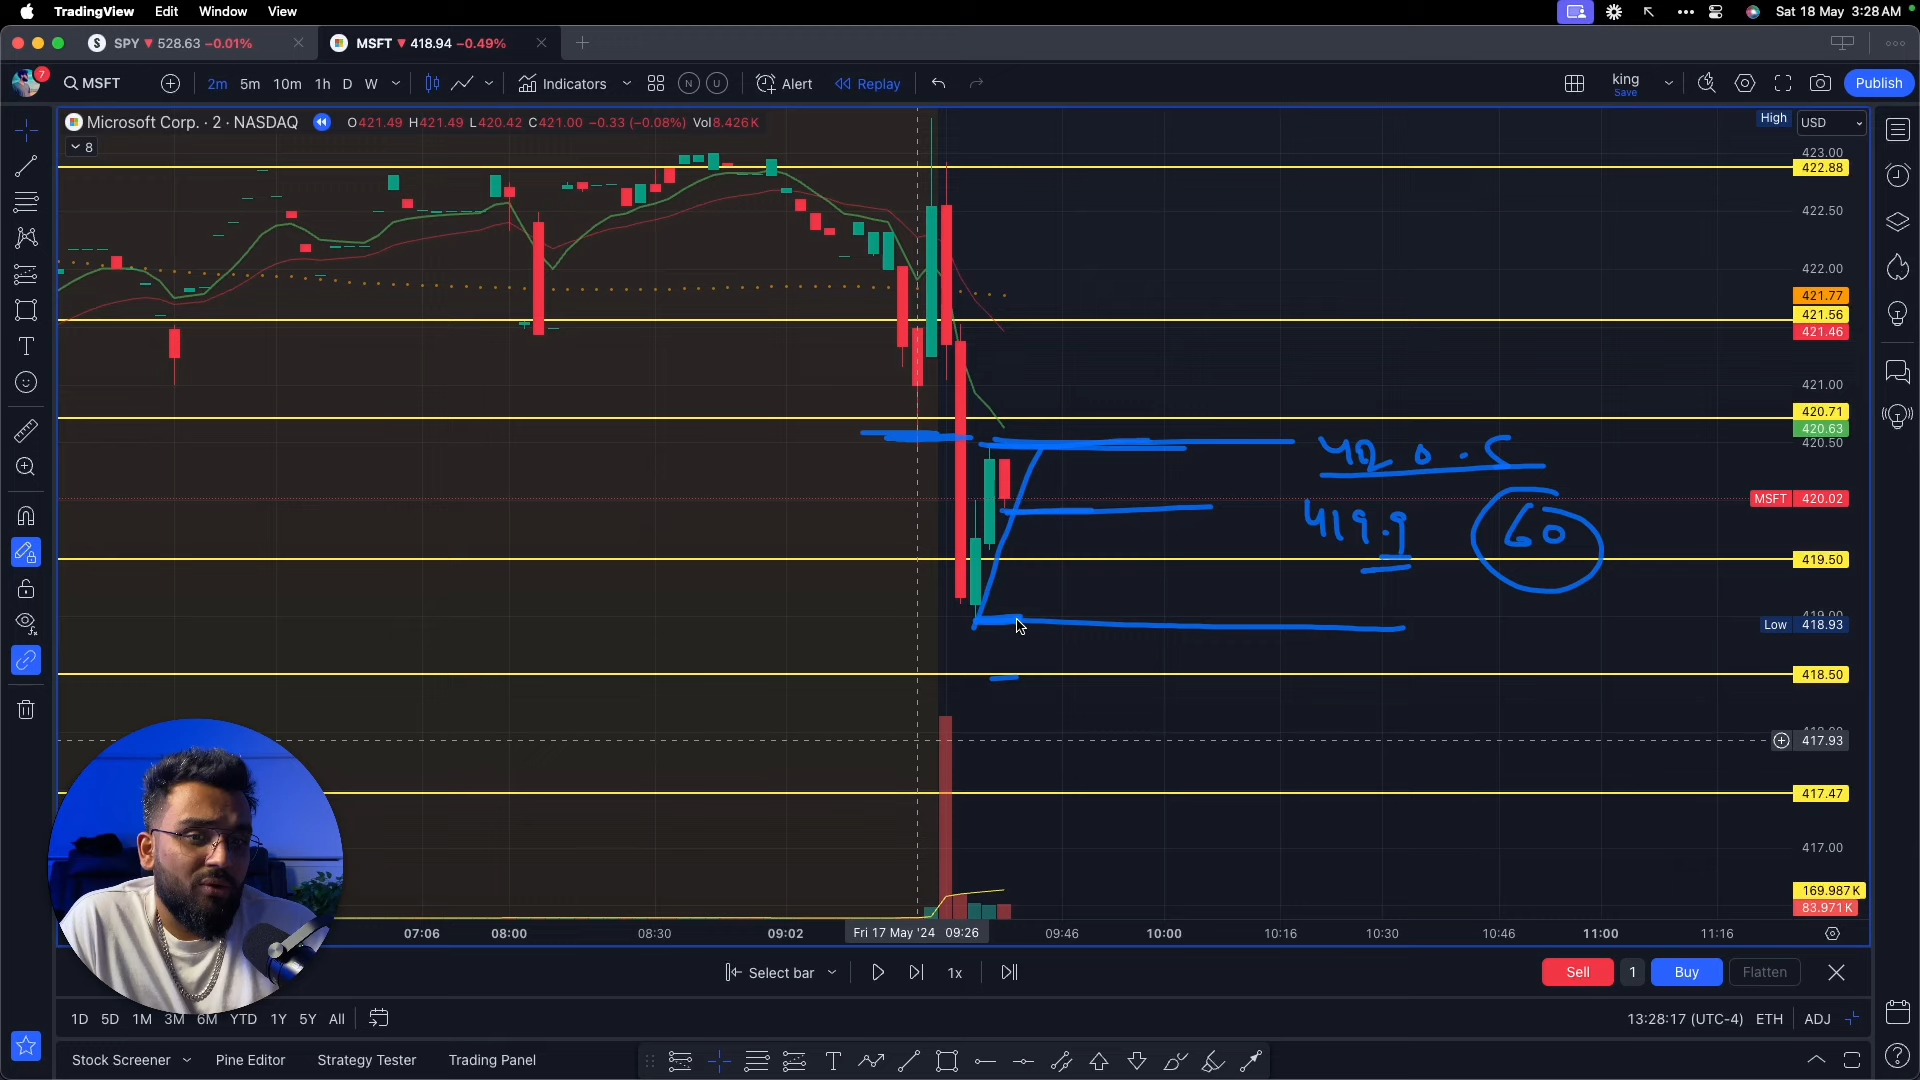 TradingView Edit Window View
Sat 18 May 3:28 AM
S SPY 528.63 −0.01%
MSFT 418.94 −0.49%
7
MSFT
2m 5m 10m 1h D W
Indicators
N U
Alert
Replay
king
Save
Publish
Microsoft Corp. · 2 · NASDAQ O421.49 H421.49 L420.42 C421.00 −0.33 (−0.08%) Vol8.426K
8
High
USD
423.00
422.88
422.50
422.00
421.77
421.56
421.46
421.00
420.71
420.63
420.50
420.5
MSFT 420.02
419.9
60
419.50
419.00
Low 418.93
418.50
417.93
417.47
417.00
169.987K
83.971K
07:06 08:00 08:30 09:02 Fri 17 May '24 09:26 09:46 10:00 10:16 10:30 10:46 11:00 11:16
Select bar 1x
Sell 1 Buy Flatten
1D 5D 1M 3M 6M YTD 1Y 5Y All
13:28:17 (UTC-4) ETH ADJ
Stock Screener Pine Editor Strategy Tester Trading Panel